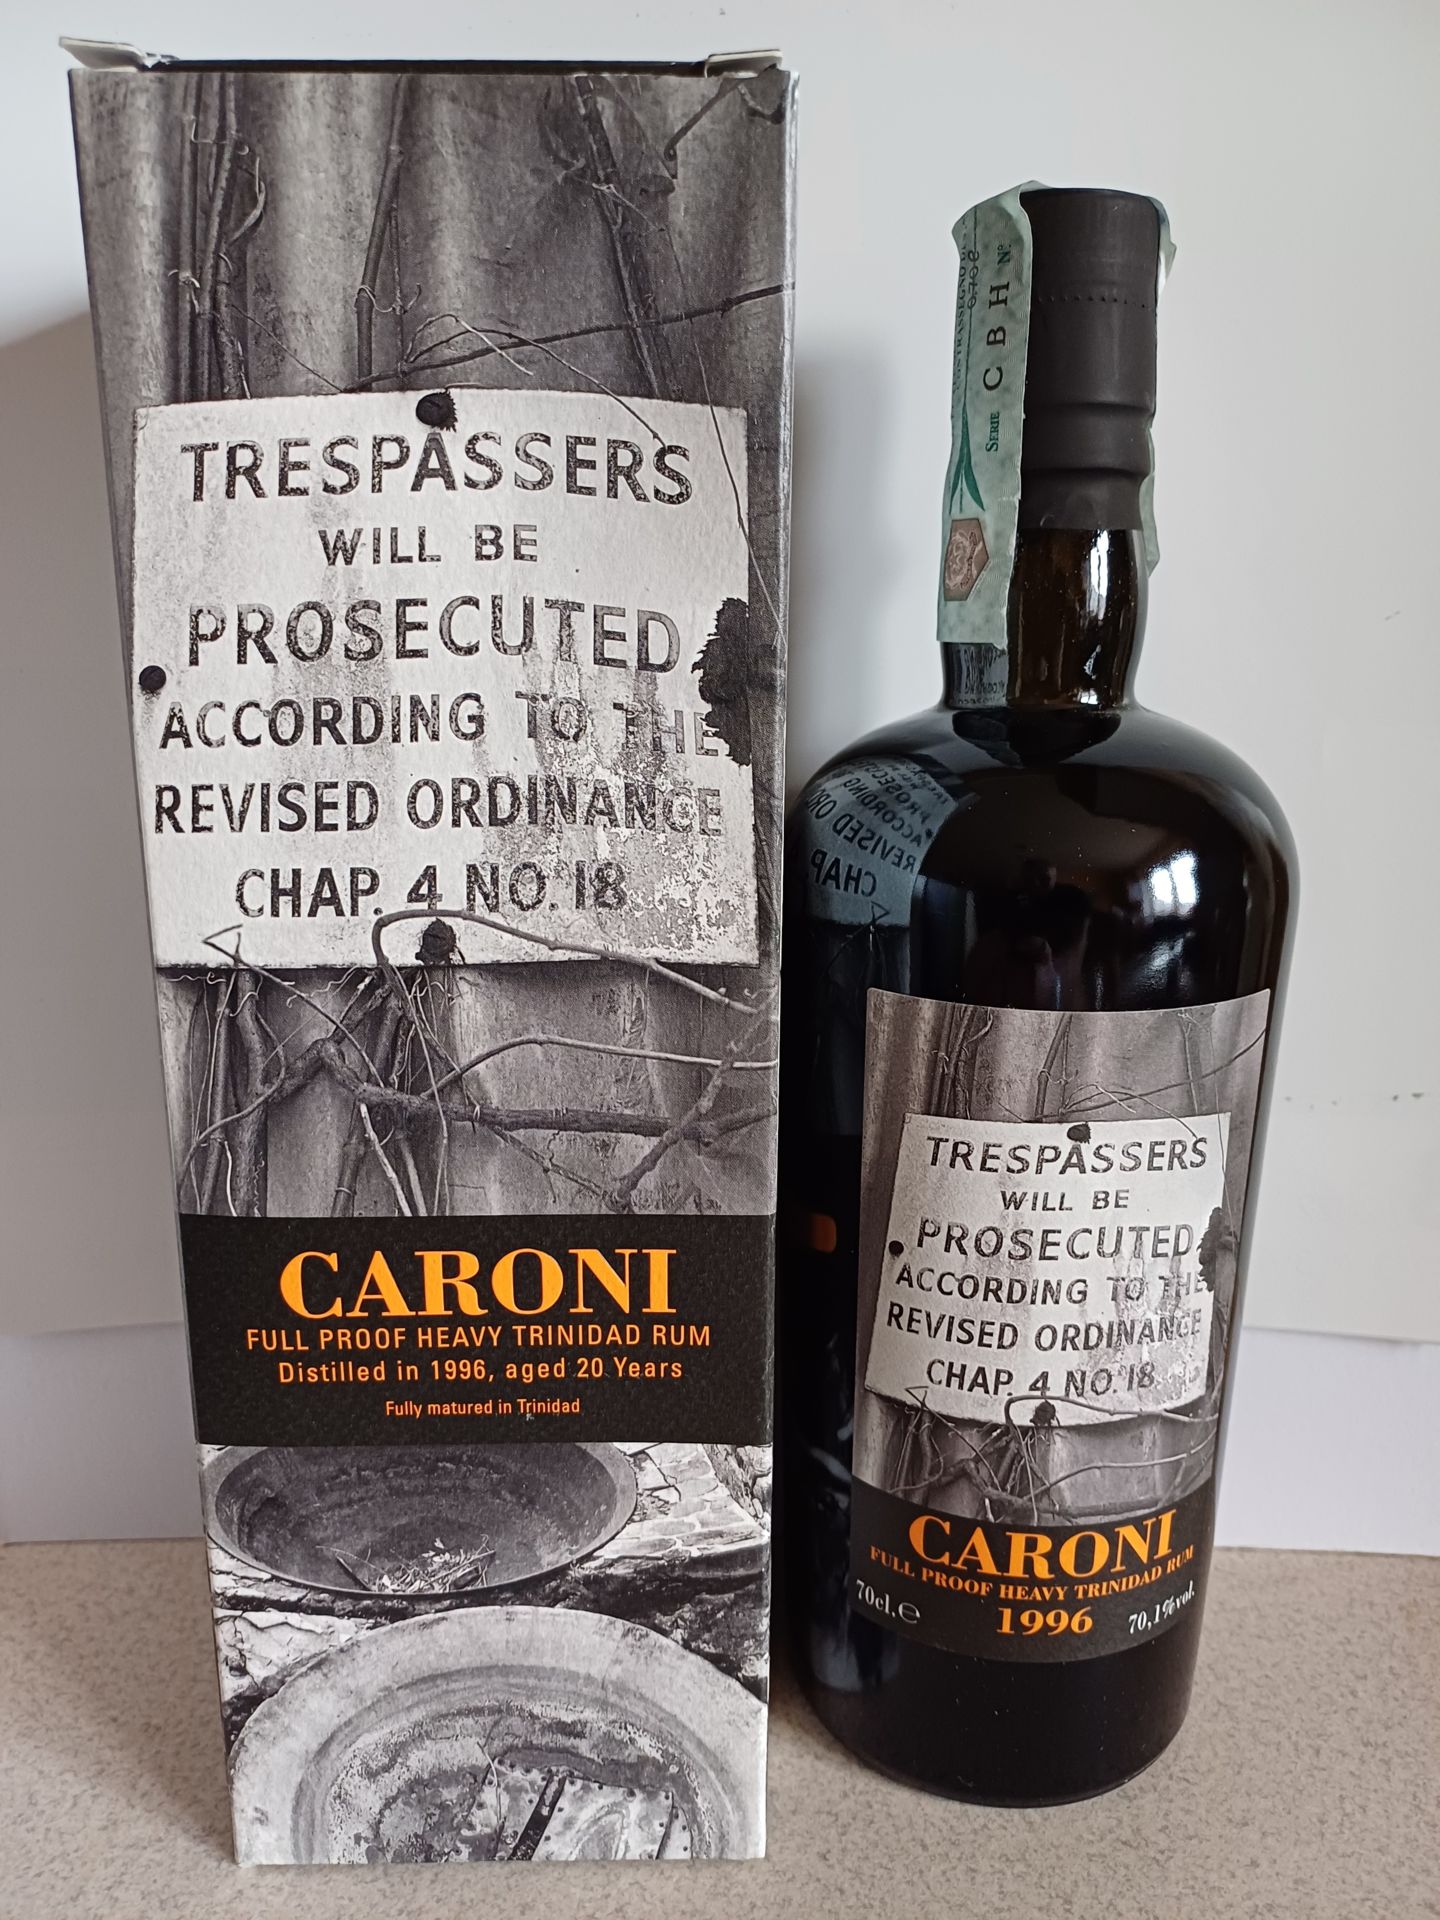 TRESPASSERS
WILL BE
PROSECUTED
ACCORDING TO THE
REVISED ORDINANCE
CHAP. 4 NO. 18
CARONI
FULL PROOF HEAVY TRINIDAD RUM
Distilled in 1996, aged 20 Years
Fully matured in Trinidad
SERIE C B H N.º
0.70 ℓ
TRESPASSERS
WILL BE
PROSECUTED
ACCORDING TO THE
REVISED ORDINANCE
CHAP. 4 NO. 18
CARONI
FULL PROOF HEAVY TRINIDAD RUM
70cl.℮ 1996 70,1%vol.